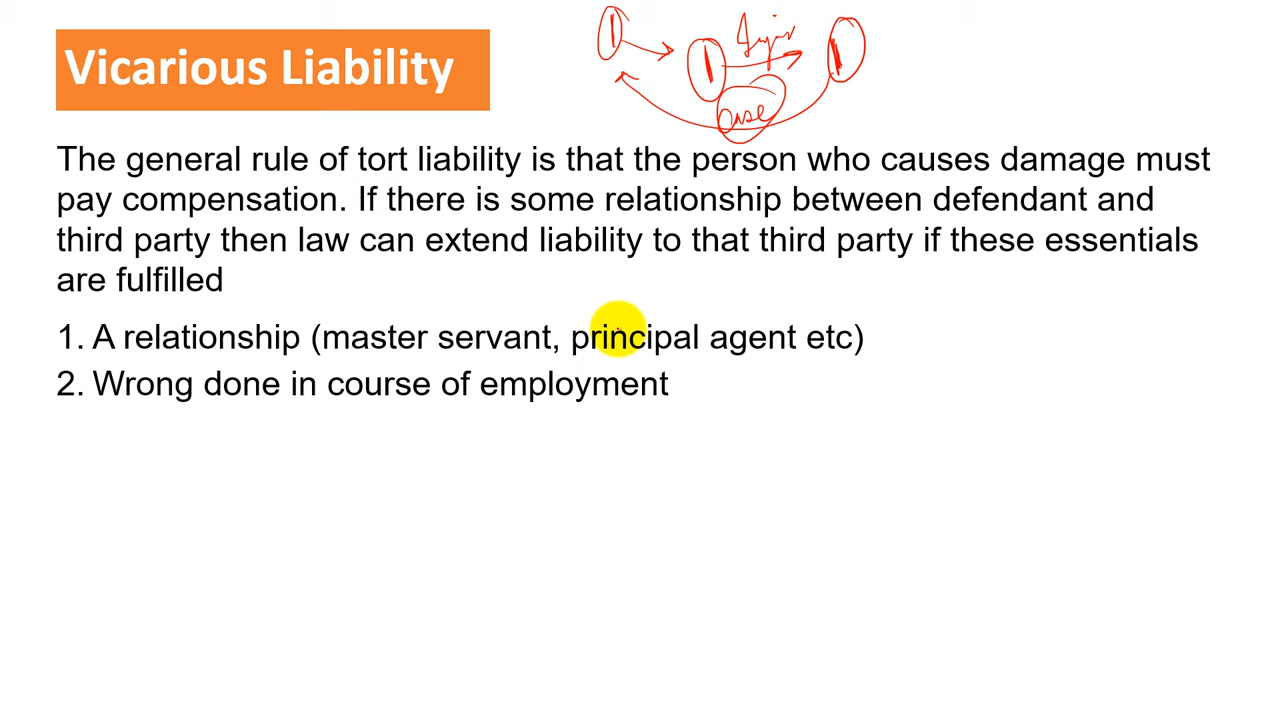 Vicarious Liability
The general rule of tort liability is that the person who causes damage must
pay compensation. If there is some relationship between defendant and
third party then law can extend liability to that third party if these essentials
are fulfilled
1. A relationship (master servant, principal agent etc)
2. Wrong done in course of employment